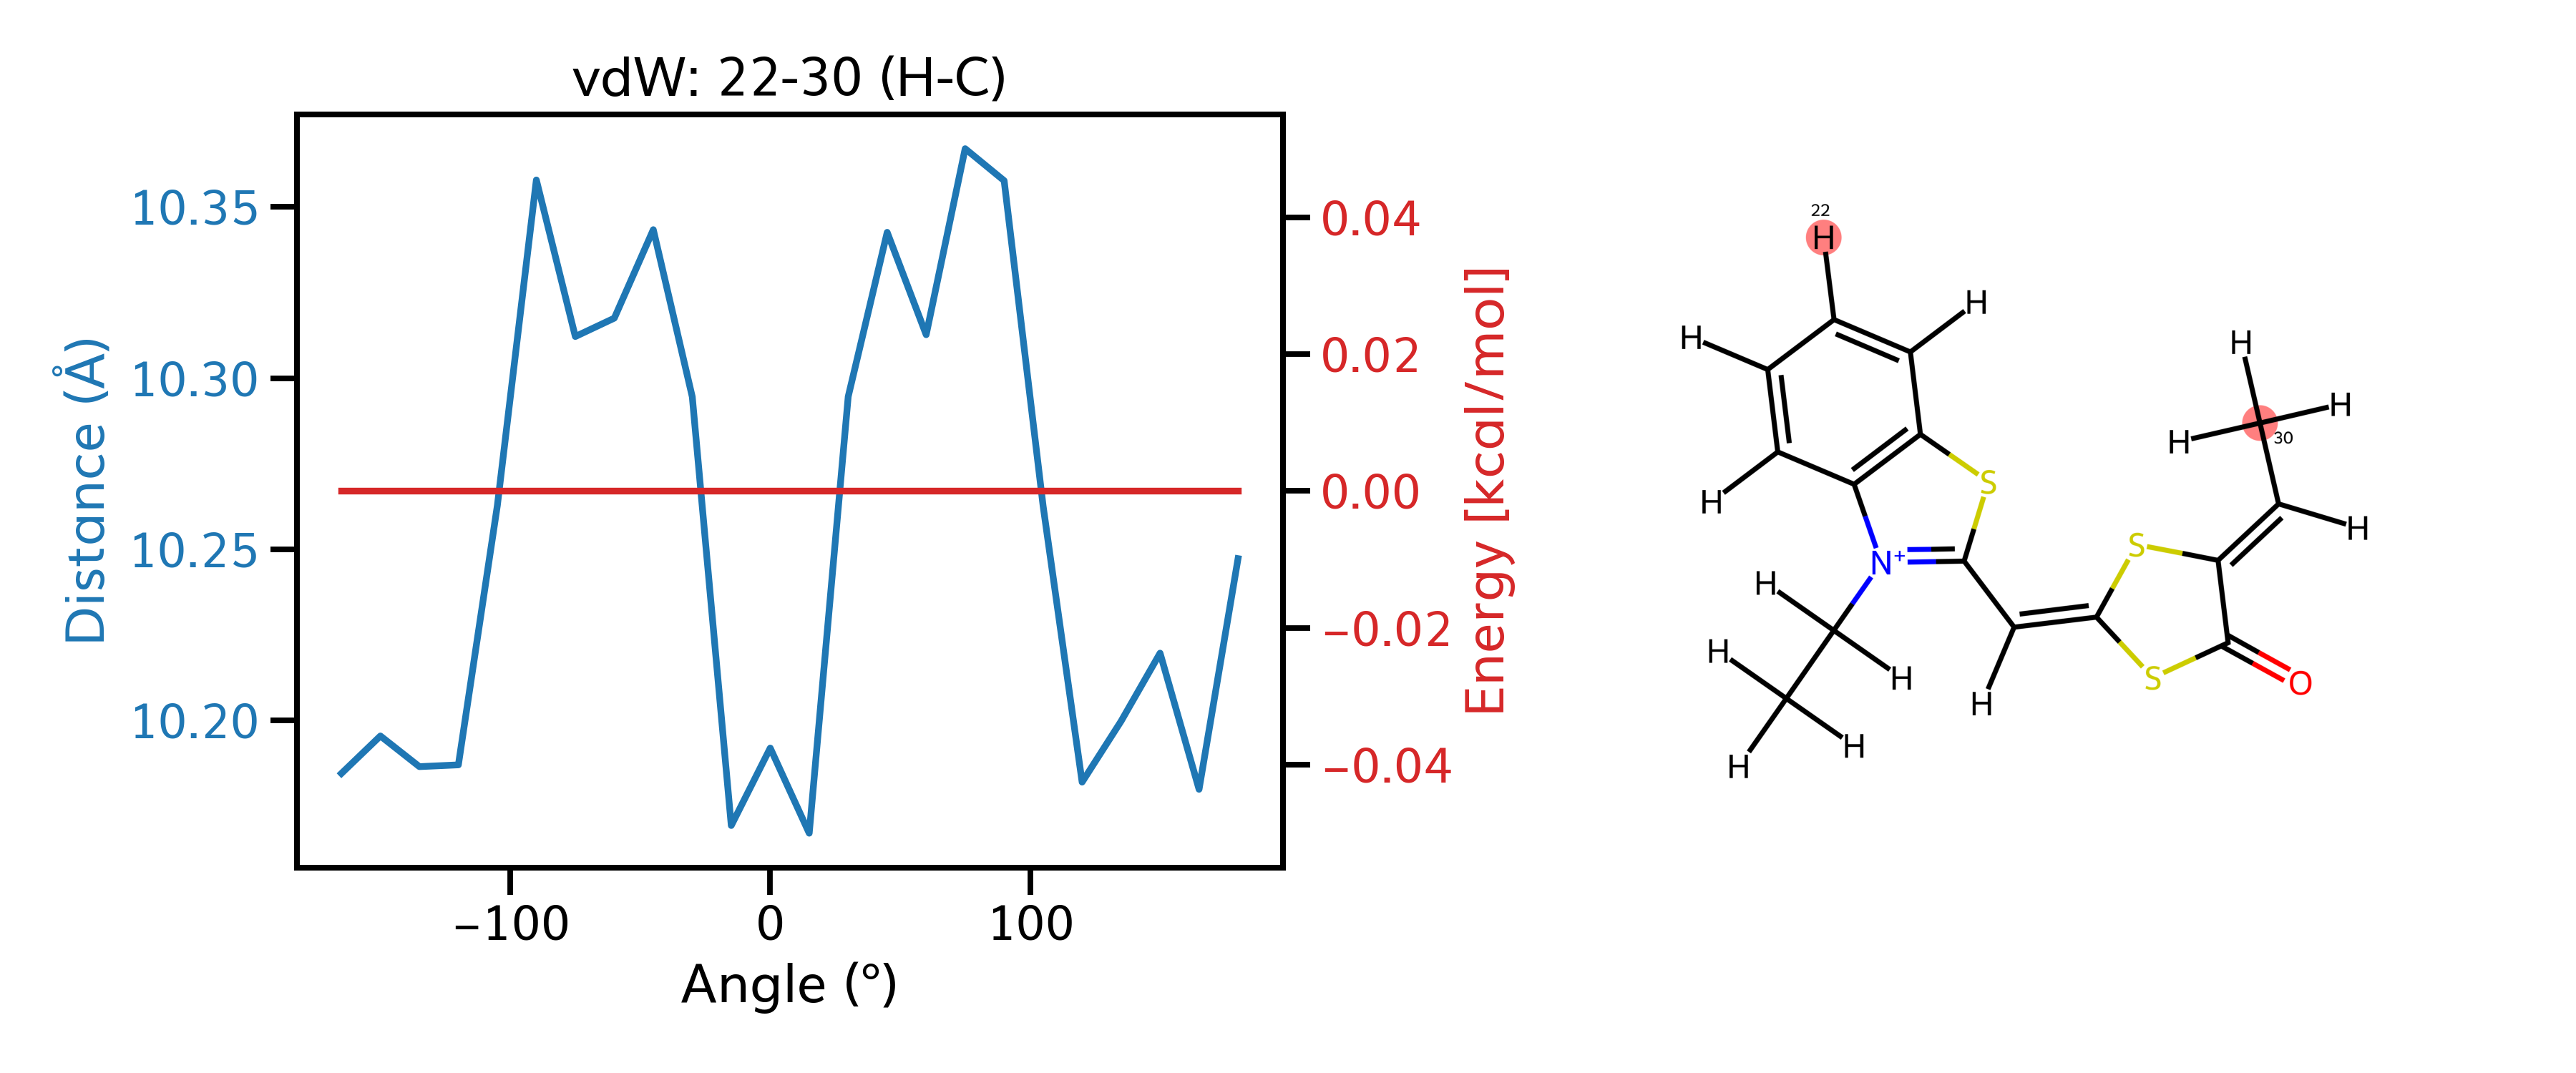 vdW: 22-30 (H-C)
10.35
10.30
10.25
10.20
Distance (Å)
0.04
0.02
0.00
−0.02
−0.04
Energy [kcal/mol]
−100
0
100
Angle (°)
22
H
H
H
H
H
H
H
30
S
H
H
S
N⁺
H
H
H
S
H
O
H
H